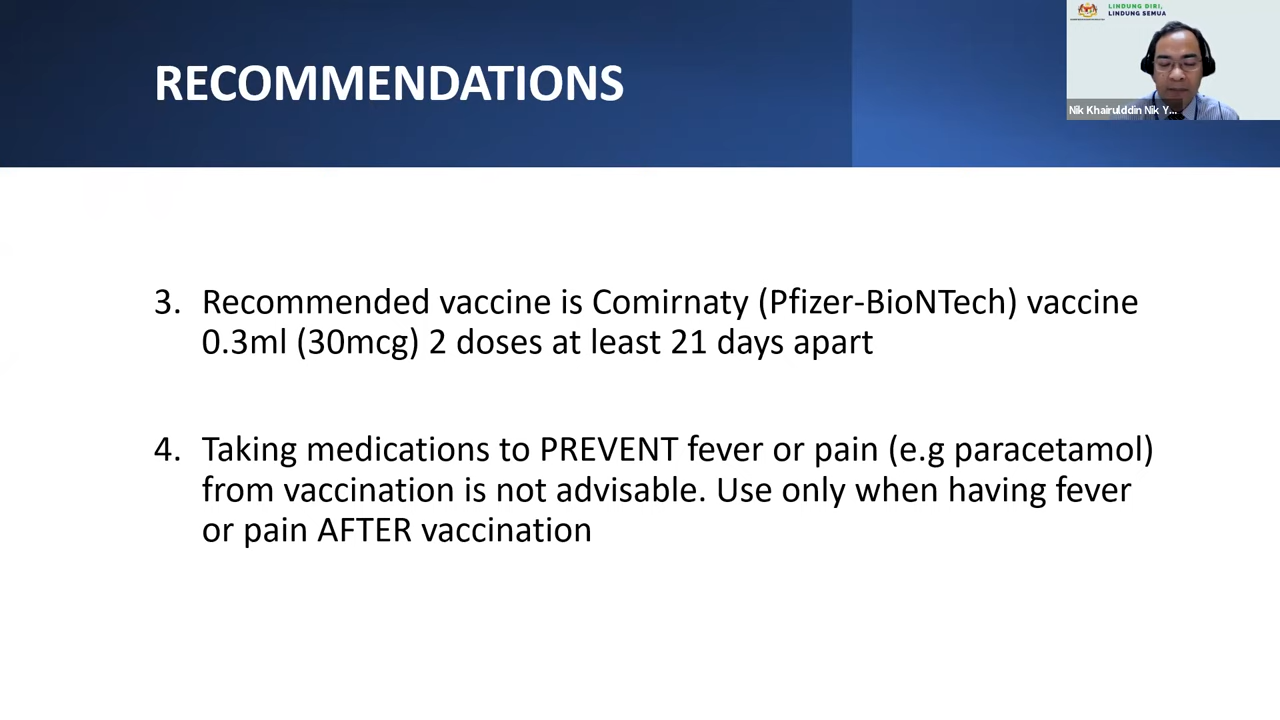 LINDUNG DIRI,
LINDUNG SEMUA
RECOMMENDATIONS
Nik Khairulddin Nik Y...
3. Recommended vaccine is Comirnaty (Pfizer-BioNTech) vaccine
0.3ml (30mcg) 2 doses at least 21 days apart
4. Taking medications to PREVENT fever or pain (e.g paracetamol)
from vaccination is not advisable. Use only when having fever
or pain AFTER vaccination